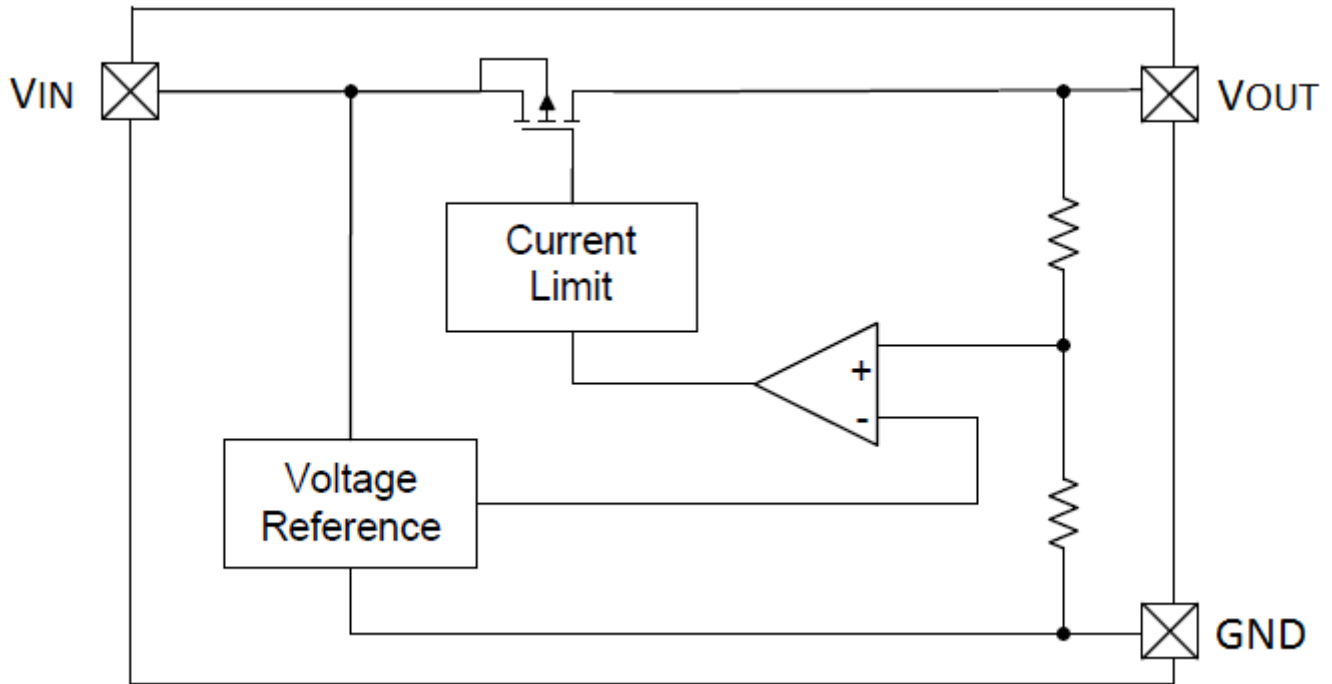 VIN
VOUT
Current
Limit
+
-
Voltage
Reference
GND